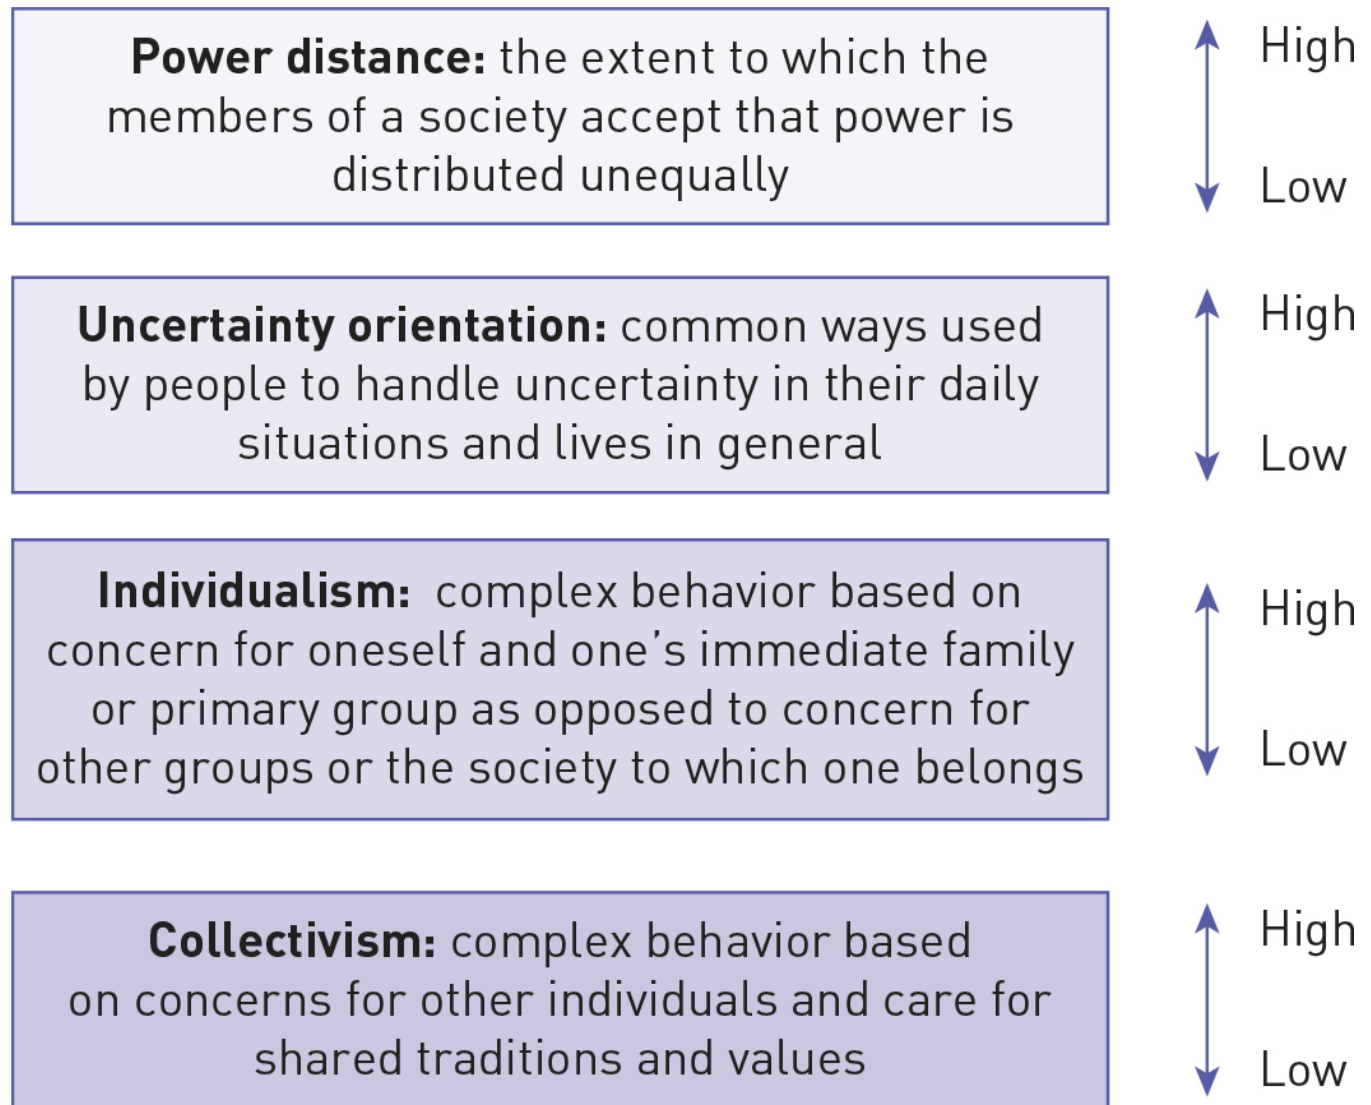 Power distance: the extent to which the
members of a society accept that power is
distributed unequally
High
Low
Uncertainty orientation: common ways used
by people to handle uncertainty in their daily
situations and lives in general
High
Low
Individualism: complex behavior based on
concern for oneself and one’s immediate family
or primary group as opposed to concern for
other groups or the society to which one belongs
High
Low
Collectivism: complex behavior based
on concerns for other individuals and care for
shared traditions and values
High
Low